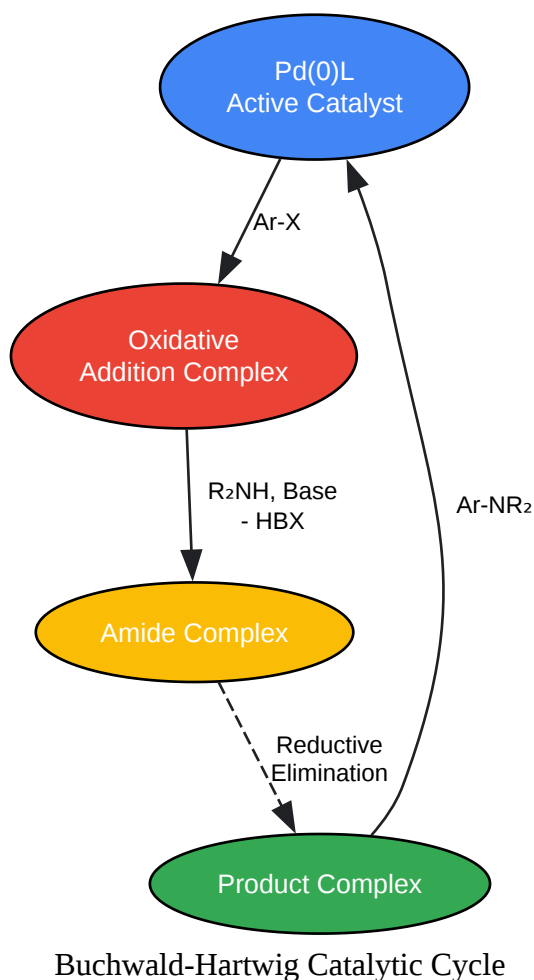 Pd(0)L
Active Catalyst
Ar-X
Oxidative
Addition Complex
R₂NH, Base
- HBX
Ar-NR₂
Amide Complex
Reductive
Elimination
Product Complex
Buchwald-Hartwig Catalytic Cycle